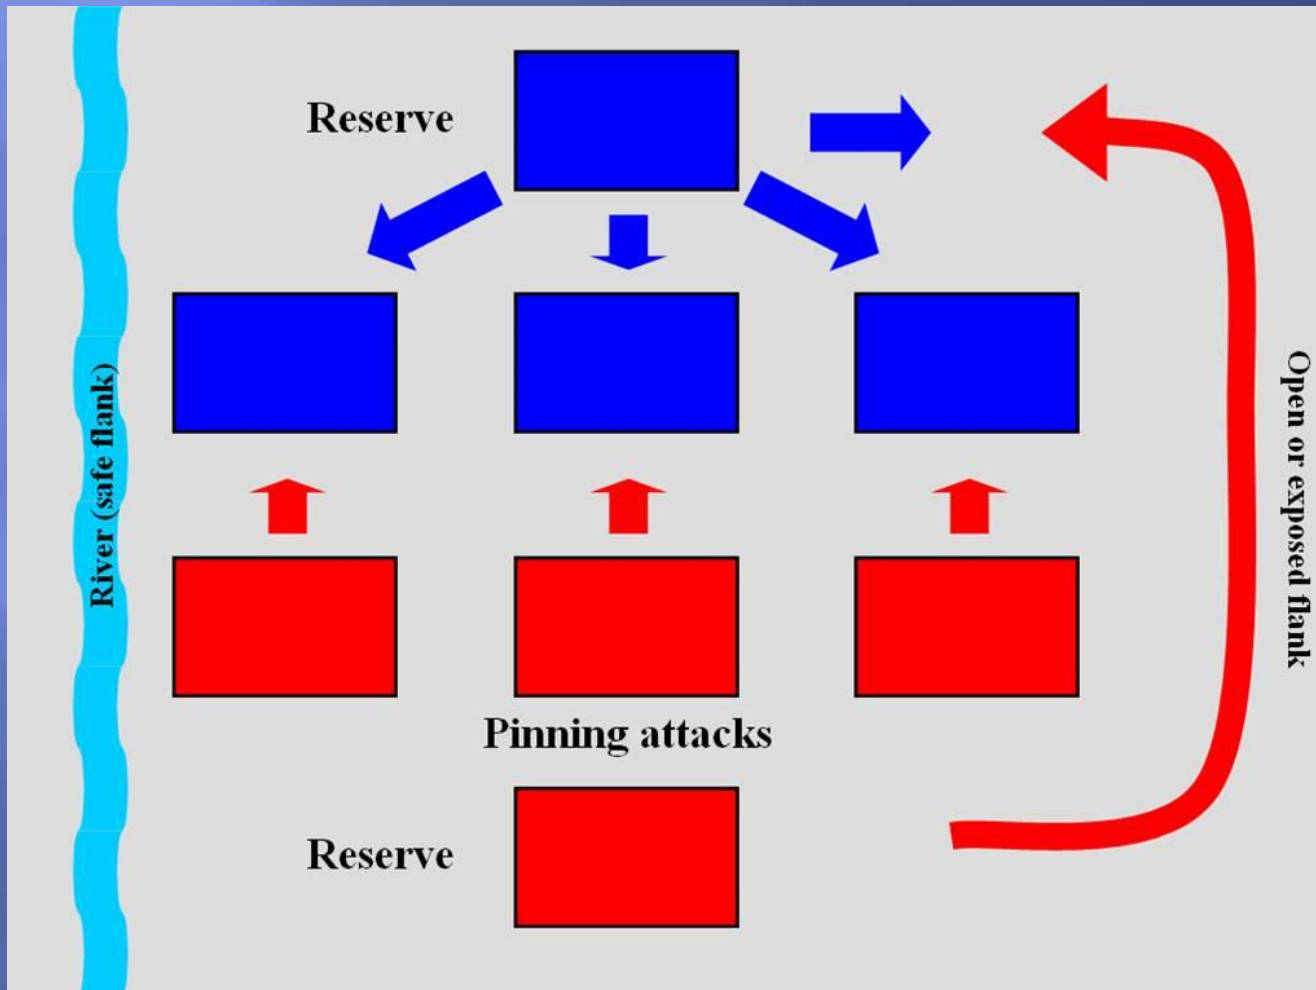 Reserve
River (safe flank)
Open or exposed flank
Pinning attacks
Reserve